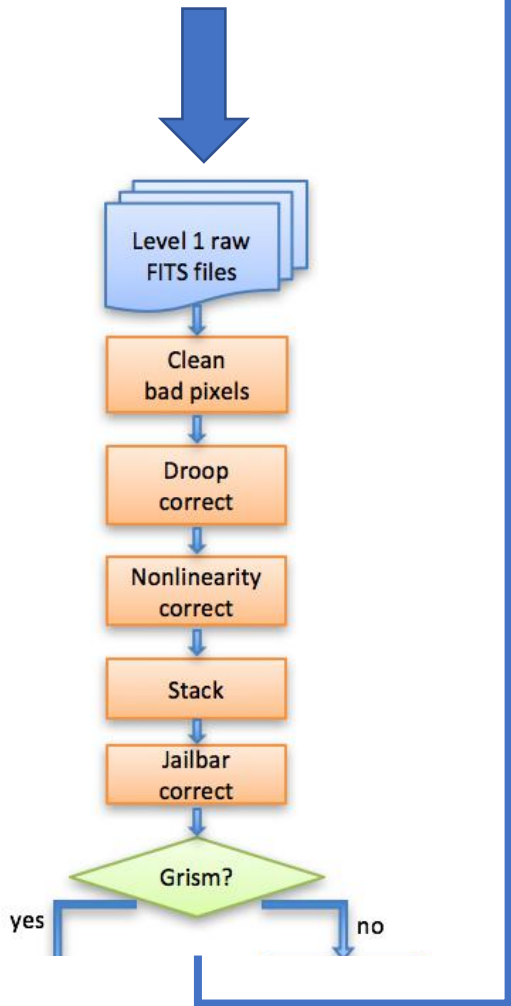 Level 1 raw
FITS files
Clean
bad pixels
Droop
correct
Nonlinearity
correct
Stack
Jailbar
correct
Grism?
yes
no